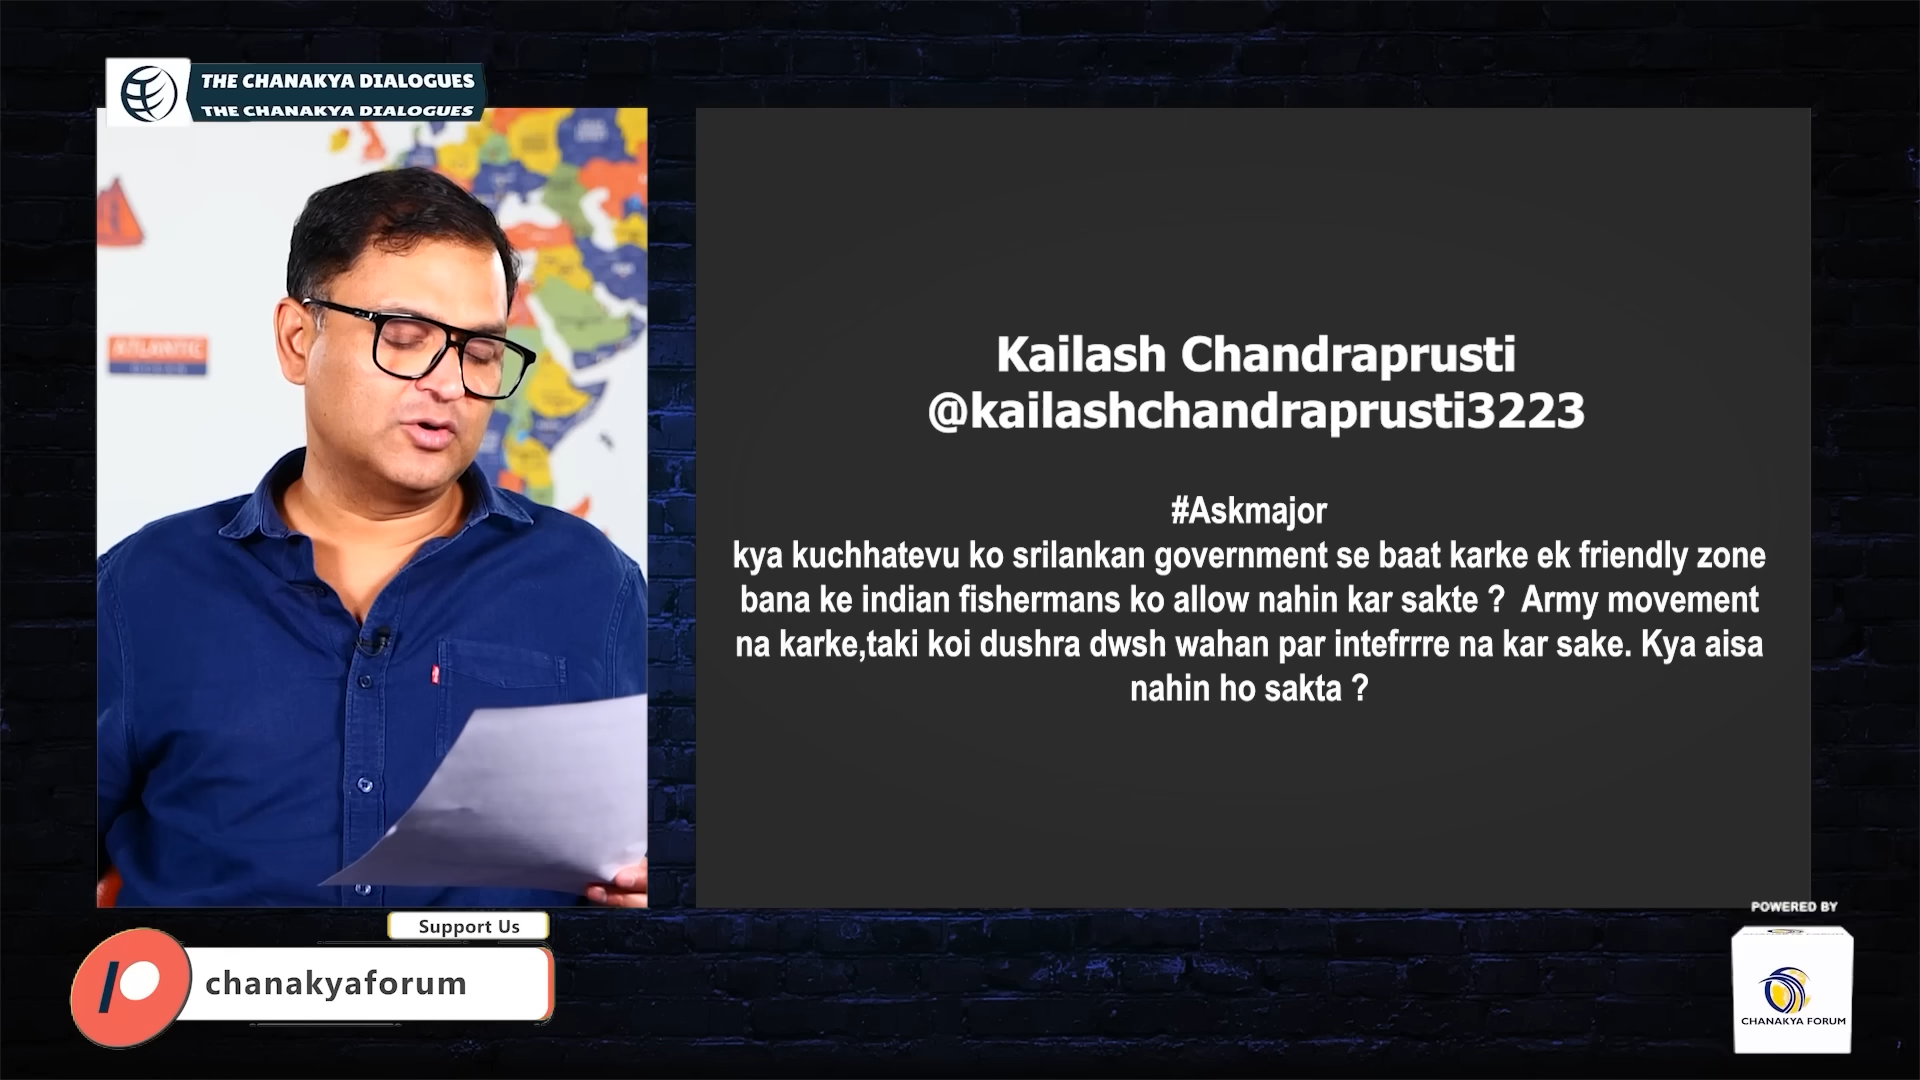 THE CHANAKYA DIALOGUES
THE CHANAKYA DIALOGUES
ATLANTIC
Kailash Chandraprusti
@kailashchandraprusti3223
#Askmajor
kya kuchhatevu ko srilankan government se baat karke ek friendly zone
bana ke indian fishermans ko allow nahin kar sakte ? Army movement
na karke,taki koi dushra dwsh wahan par intefrrre na kar sake. Kya aisa
nahin ho sakta ?
Support Us
chanakyaforum
POWERED BY
CHANAKYA FORUM